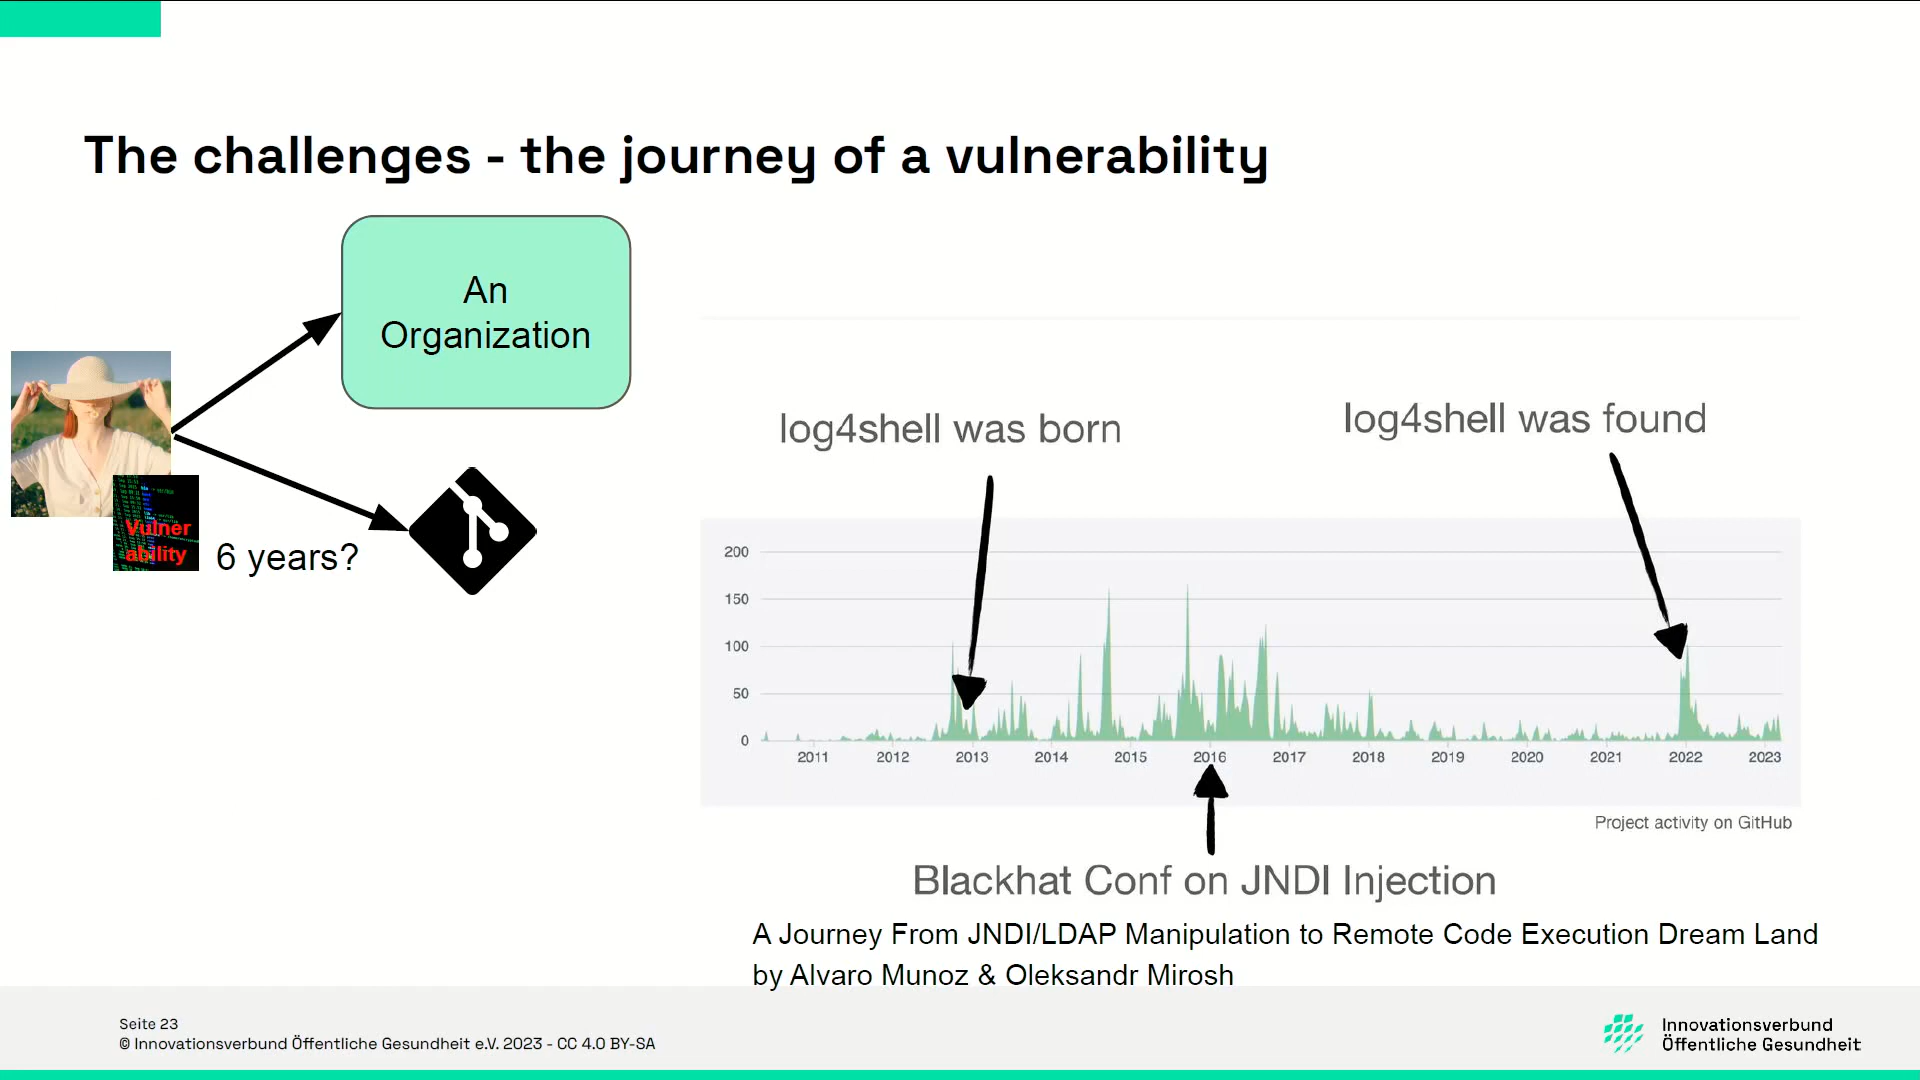 The challenges - the journey of a vulnerability
An
Organization
Vulner
ability
6 years?
log4shell was born
log4shell was found
200
150
100
50
0
2011 2012 2013 2014 2015 2016 2017 2018 2019 2020 2021 2022 2023
Project activity on GitHub
Blackhat Conf on JNDI Injection
A Journey From JNDI/LDAP Manipulation to Remote Code Execution Dream Land
by Alvaro Munoz & Oleksandr Mirosh
Seite 23
© Innovationsverbund Öffentliche Gesundheit e.V. 2023 - CC 4.0 BY-SA
Innovationsverbund
Öffentliche Gesundheit